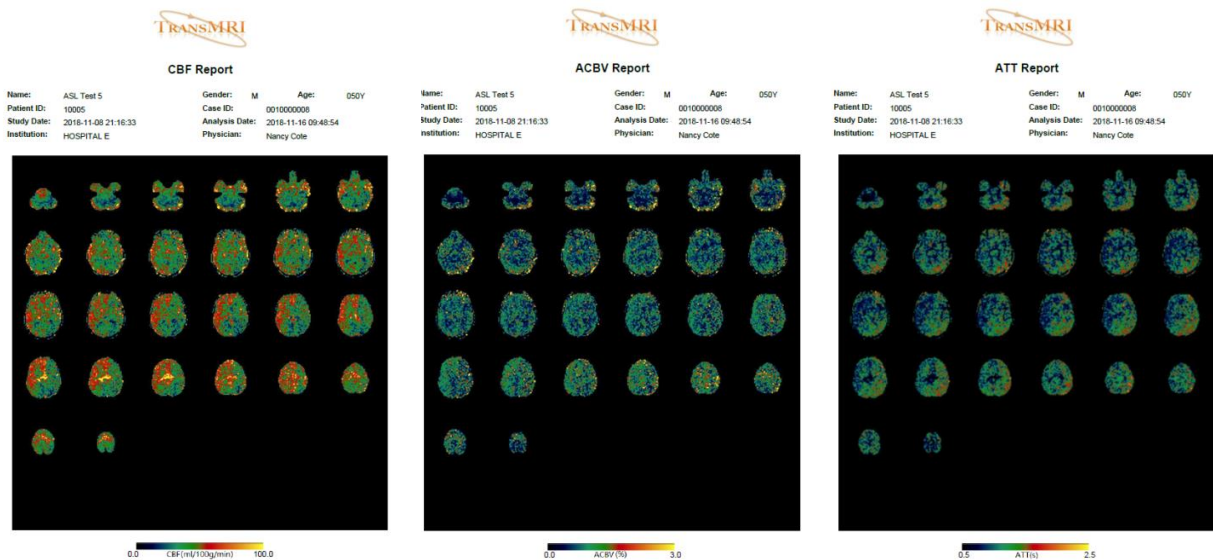 TRANSMRI
CBF Report
Name: ASL Test 5 Gender: M Age: 050Y
Patient ID: 10005 Case ID: 0010000008
Study Date: 2018-11-08 21:16:33 Analysis Date: 2018-11-16 09:48:54
Institution: HOSPITAL E Physician: Nancy Cote
0.0 CBF(ml/100g/min) 100.0
TRANSMRI
ACBV Report
Name: ASL Test 5 Gender: M Age: 050Y
Patient ID: 10005 Case ID: 0010000008
Study Date: 2018-11-08 21:16:33 Analysis Date: 2018-11-16 09:48:54
Institution: HOSPITAL E Physician: Nancy Cote
0.0 ACBV(%) 3.0
TRANSMRI
ATT Report
Name: ASL Test 5 Gender: M Age: 050Y
Patient ID: 10005 Case ID: 0010000008
Study Date: 2018-11-08 21:16:33 Analysis Date: 2018-11-16 09:48:54
Institution: HOSPITAL E Physician: Nancy Cote
0.5 ATT(s) 2.5